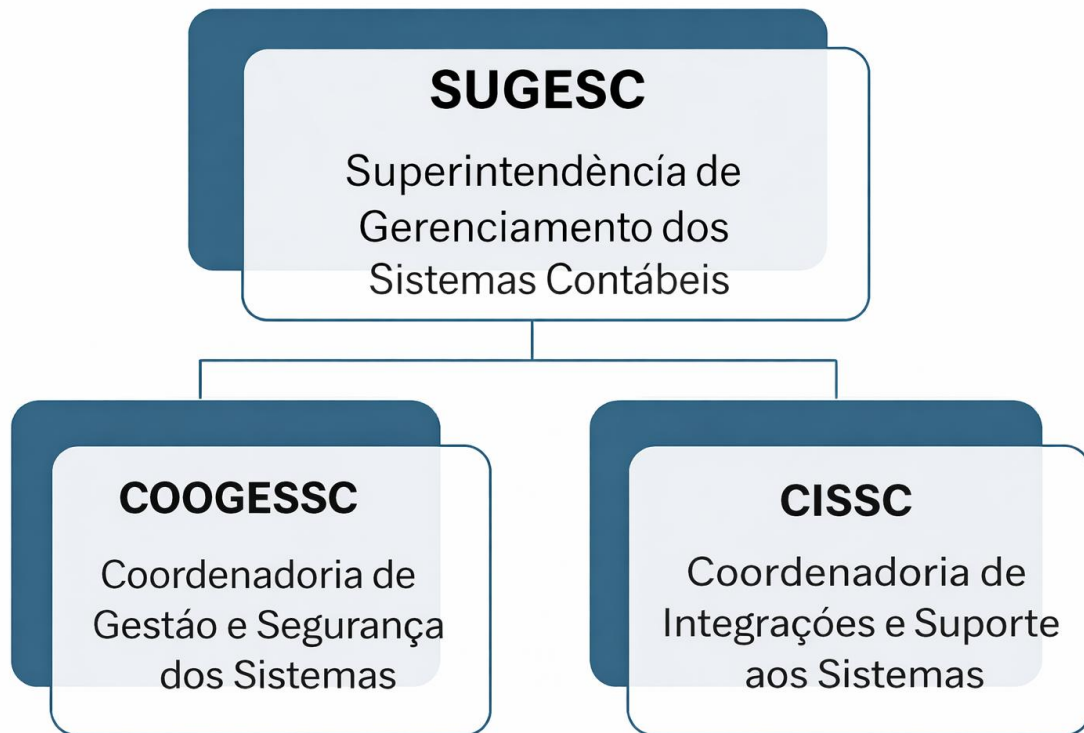 SUGESC
Superintendèncía de
Gerenciamento dos
Sistemas Contábeis
COOGESSC
Coordenadoria de
Gestáo e Segurança
dos Sistemas
CISSC
Coordenadoria de
Integraçóes e Suporte
aos Sistemas